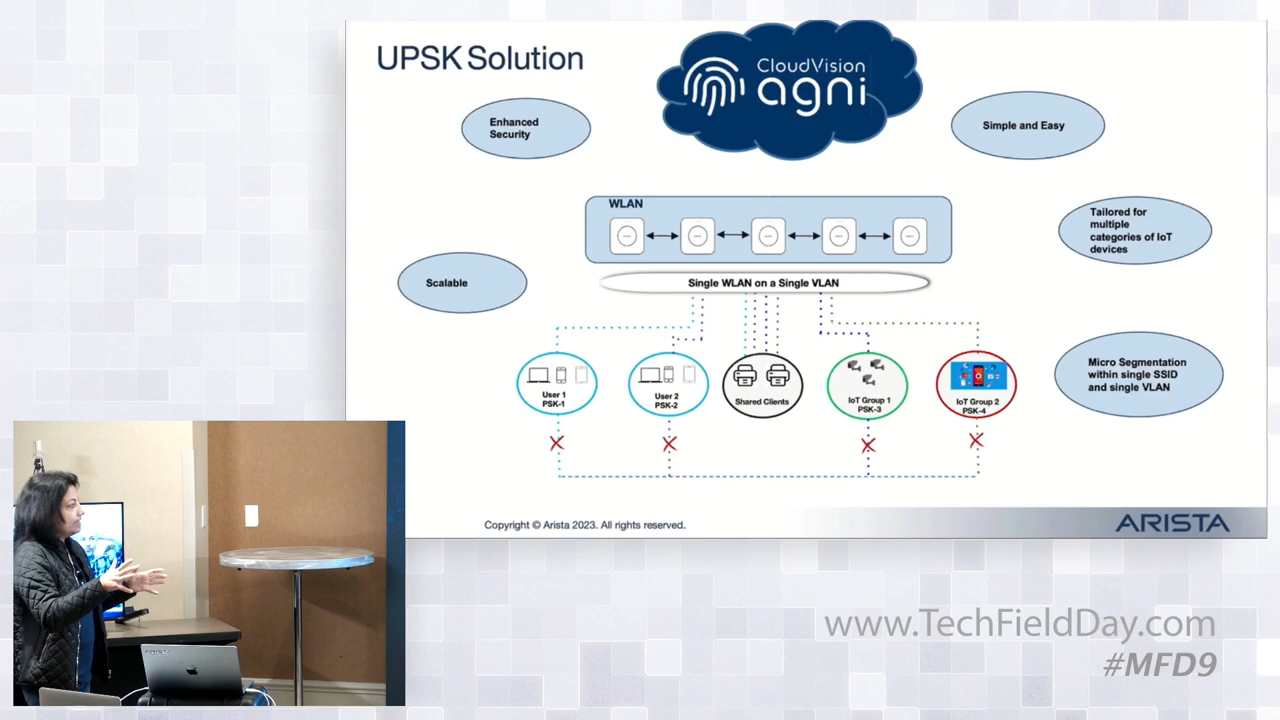 UPSK Solution
CloudVision
agni
Enhanced
Security
Simple and Easy
WLAN
Tailored for
multiple
categories of IoT
devices
Scalable
Single WLAN on a Single VLAN
Micro Segmentation
within single SSID
and single VLAN
User 1
PSK-1
User 2
PSK-2
Shared Clients
IoT Group 1
PSK-3
IoT Group 2
PSK-4
Copyright © Arista 2023. All rights reserved.
ARISTA
ARISTA
www.TechFieldDay.com
#MFD9